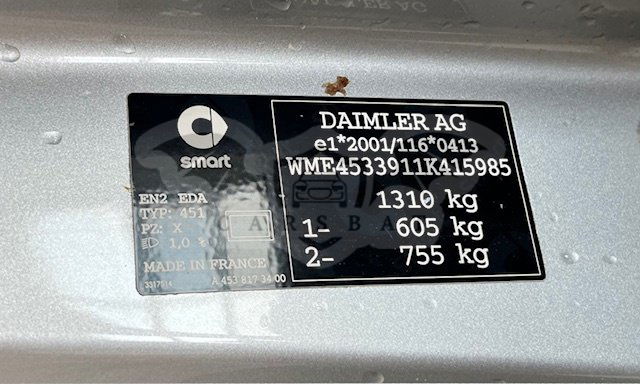 smart
DAIMLER AG
e1*2001/116*0413
WME4533911K415985
1310 kg
1- 605 kg
2- 755 kg
EN2 EDA
TYP: 451
PZ: X
1,0 %
MADE IN FRANCE
A 453 817 34 00
CARSBA